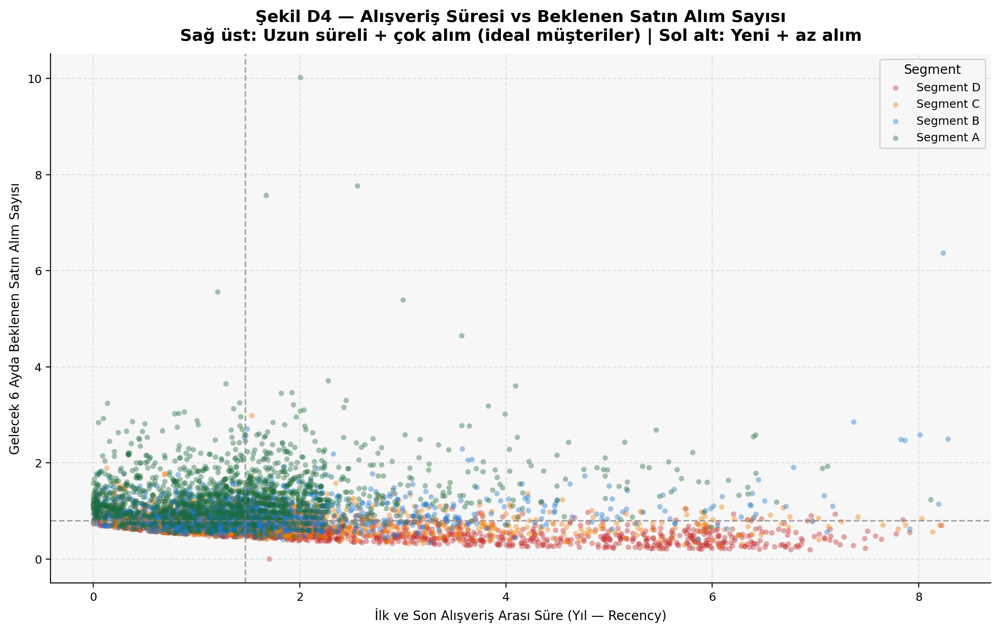 Şekil D4 — Alışveriş Süresi vs Beklenen Satın Alım Sayısı
Sağ üst: Uzun süreli + çok alım (ideal müşteriler) | Sol alt: Yeni + az alım
Gelecek 6 Ayda Beklenen Satın Alım Sayısı
10
8
6
4
2
0
Segment
Segment D
Segment C
Segment B
Segment A
0
2
4
6
8
İlk ve Son Alışveriş Arası Süre (Yıl — Recency)